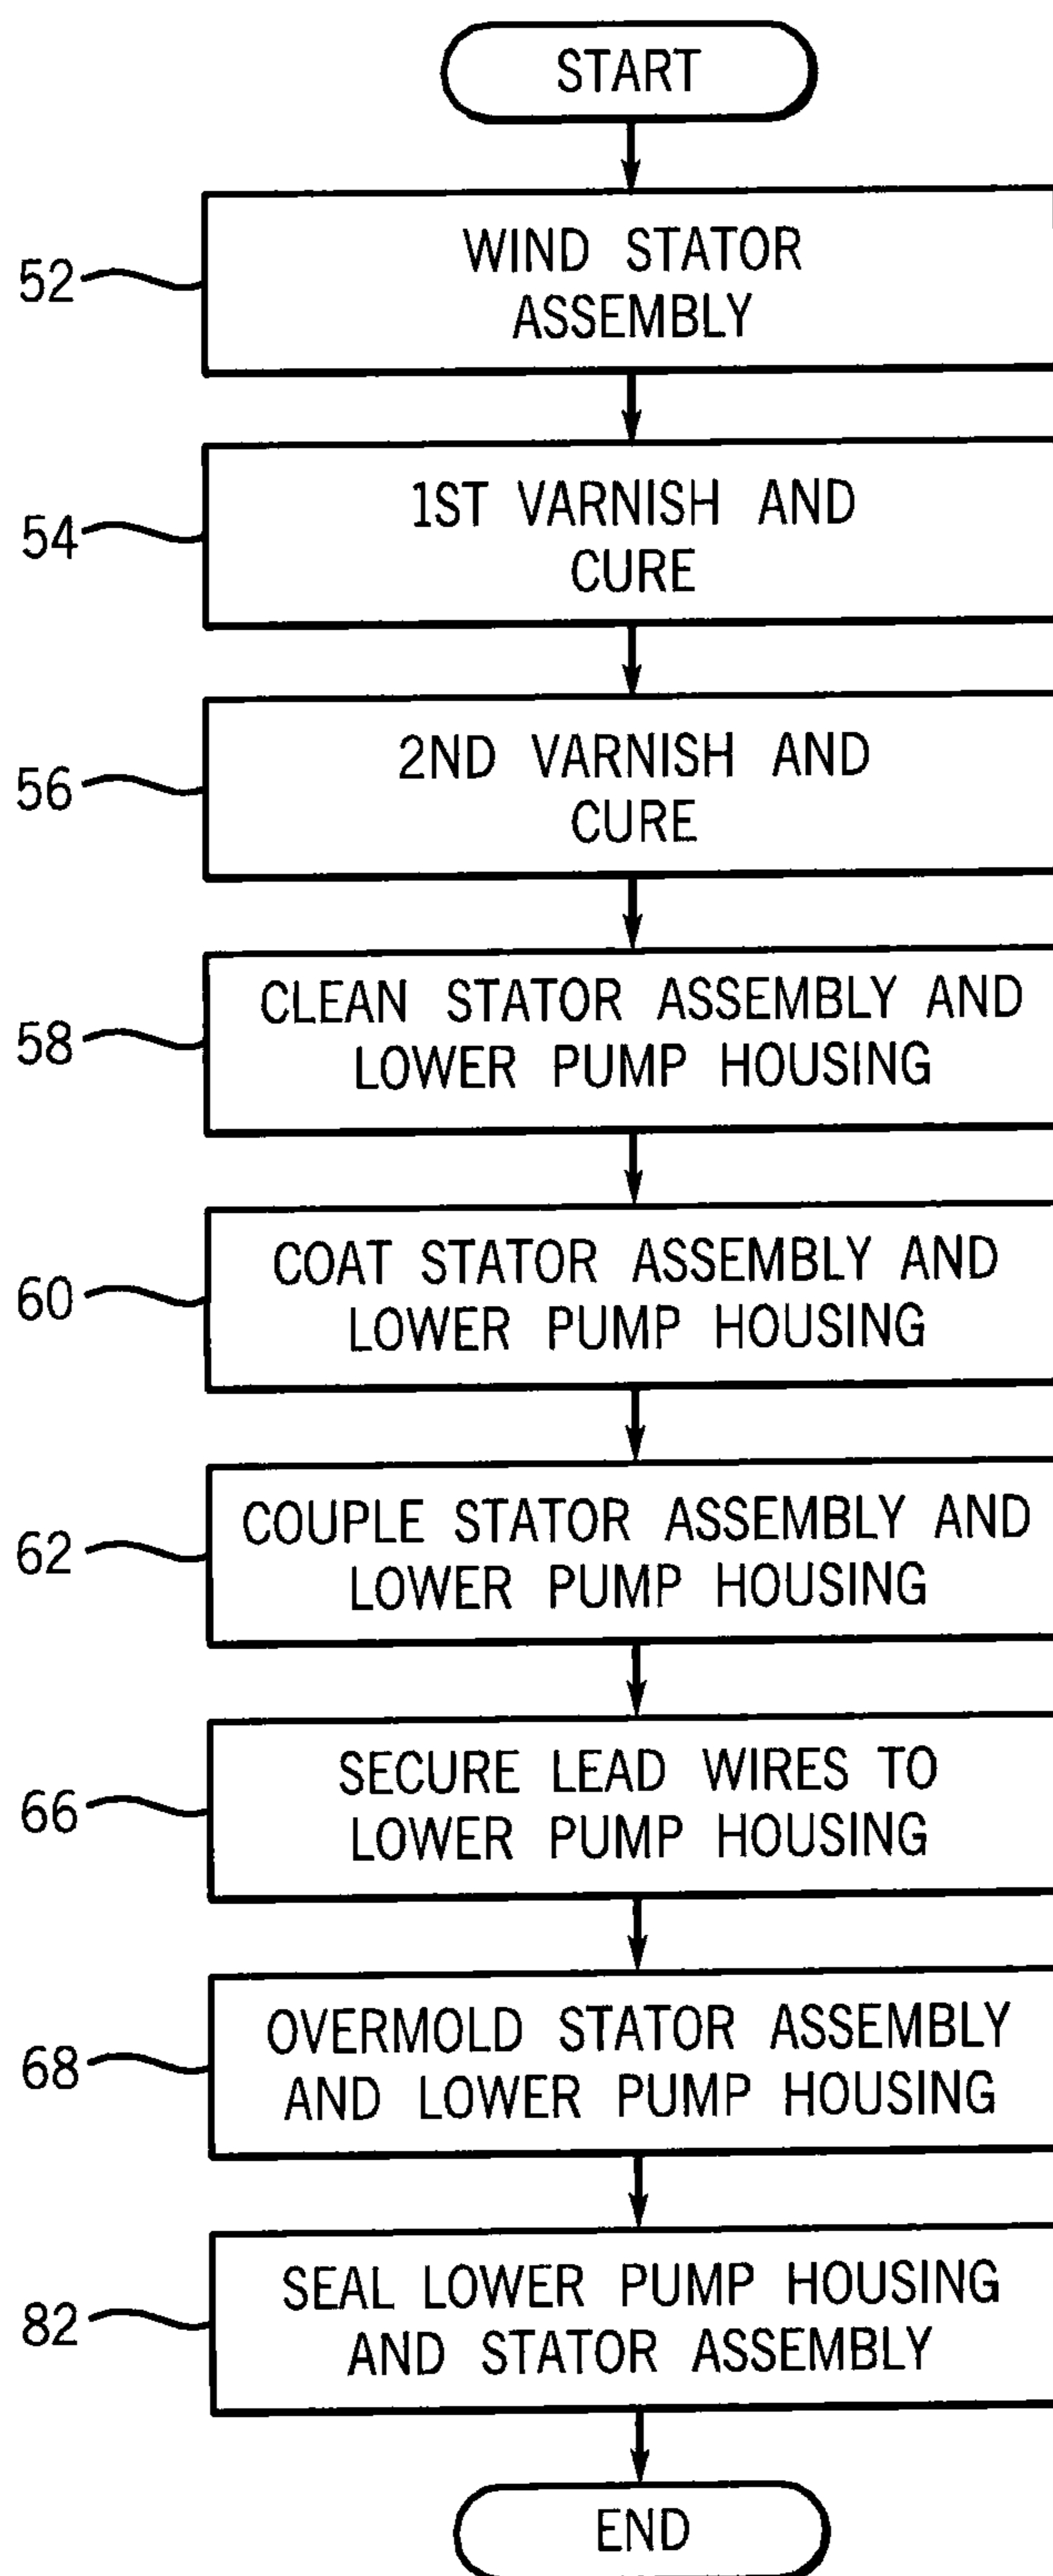 START
52
WIND STATOR
ASSEMBLY
54
1ST VARNISH AND
CURE
56
2ND VARNISH AND
CURE
58
CLEAN STATOR ASSEMBLY AND
LOWER PUMP HOUSING
60
COAT STATOR ASSEMBLY AND
LOWER PUMP HOUSING
62
COUPLE STATOR ASSEMBLY AND
LOWER PUMP HOUSING
66
SECURE LEAD WIRES TO
LOWER PUMP HOUSING
68
OVERMOLD STATOR ASSEMBLY
AND LOWER PUMP HOUSING
82
SEAL LOWER PUMP HOUSING
AND STATOR ASSEMBLY
END